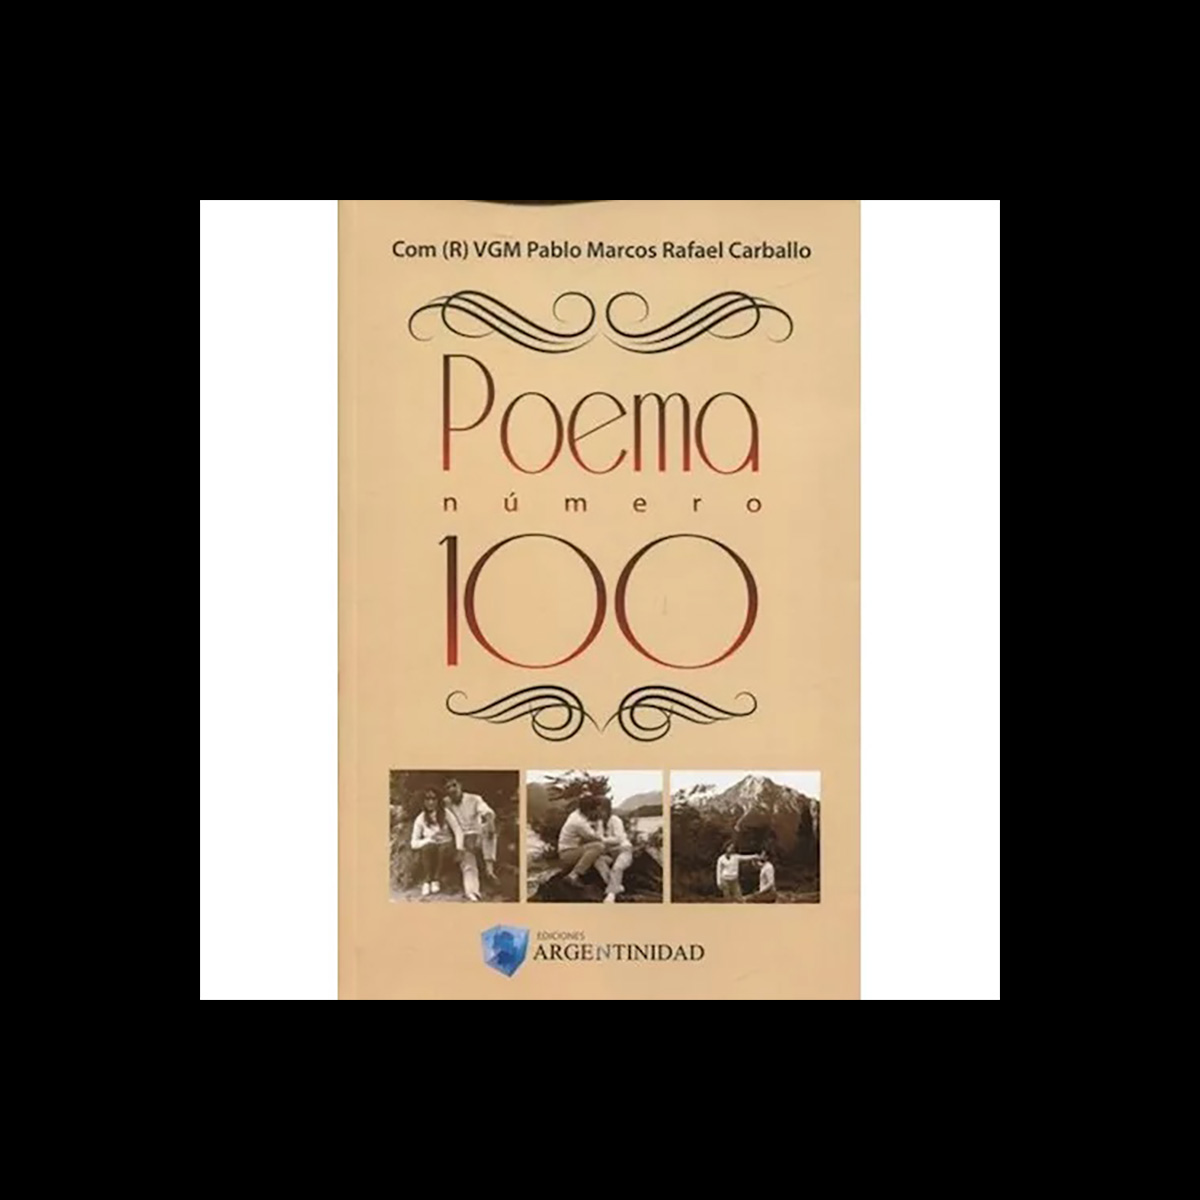 Com (R) VGM Pablo Marcos Rafael Carballo
Poema
número
100
EDICIONES
ARGENTINIDAD